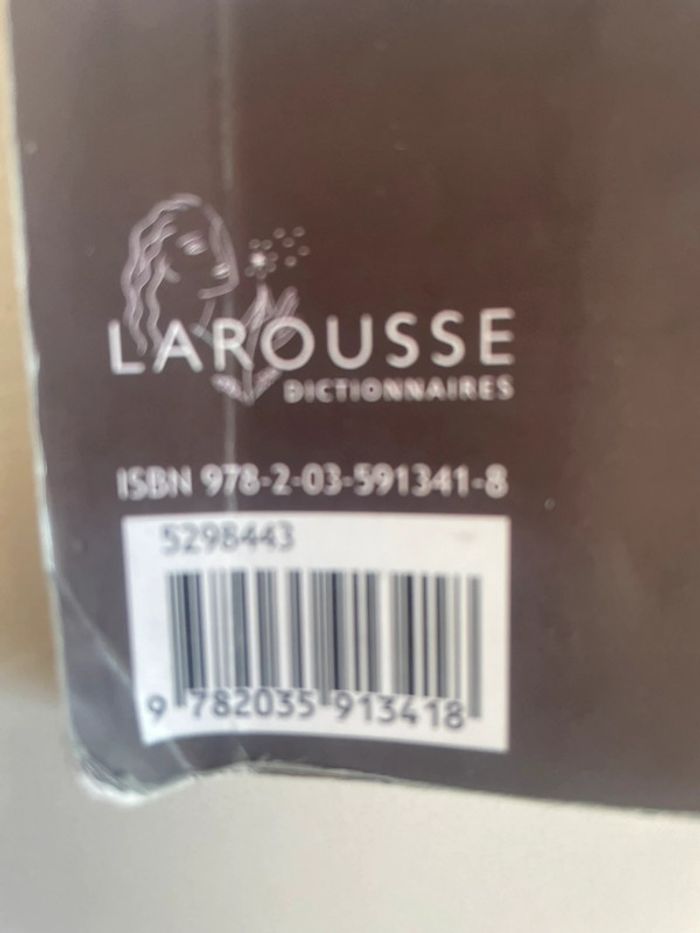 LAROUSSE
DICTIONNAIRES
ISBN 978-2-03-591341-8
5298443
9 782035 913418